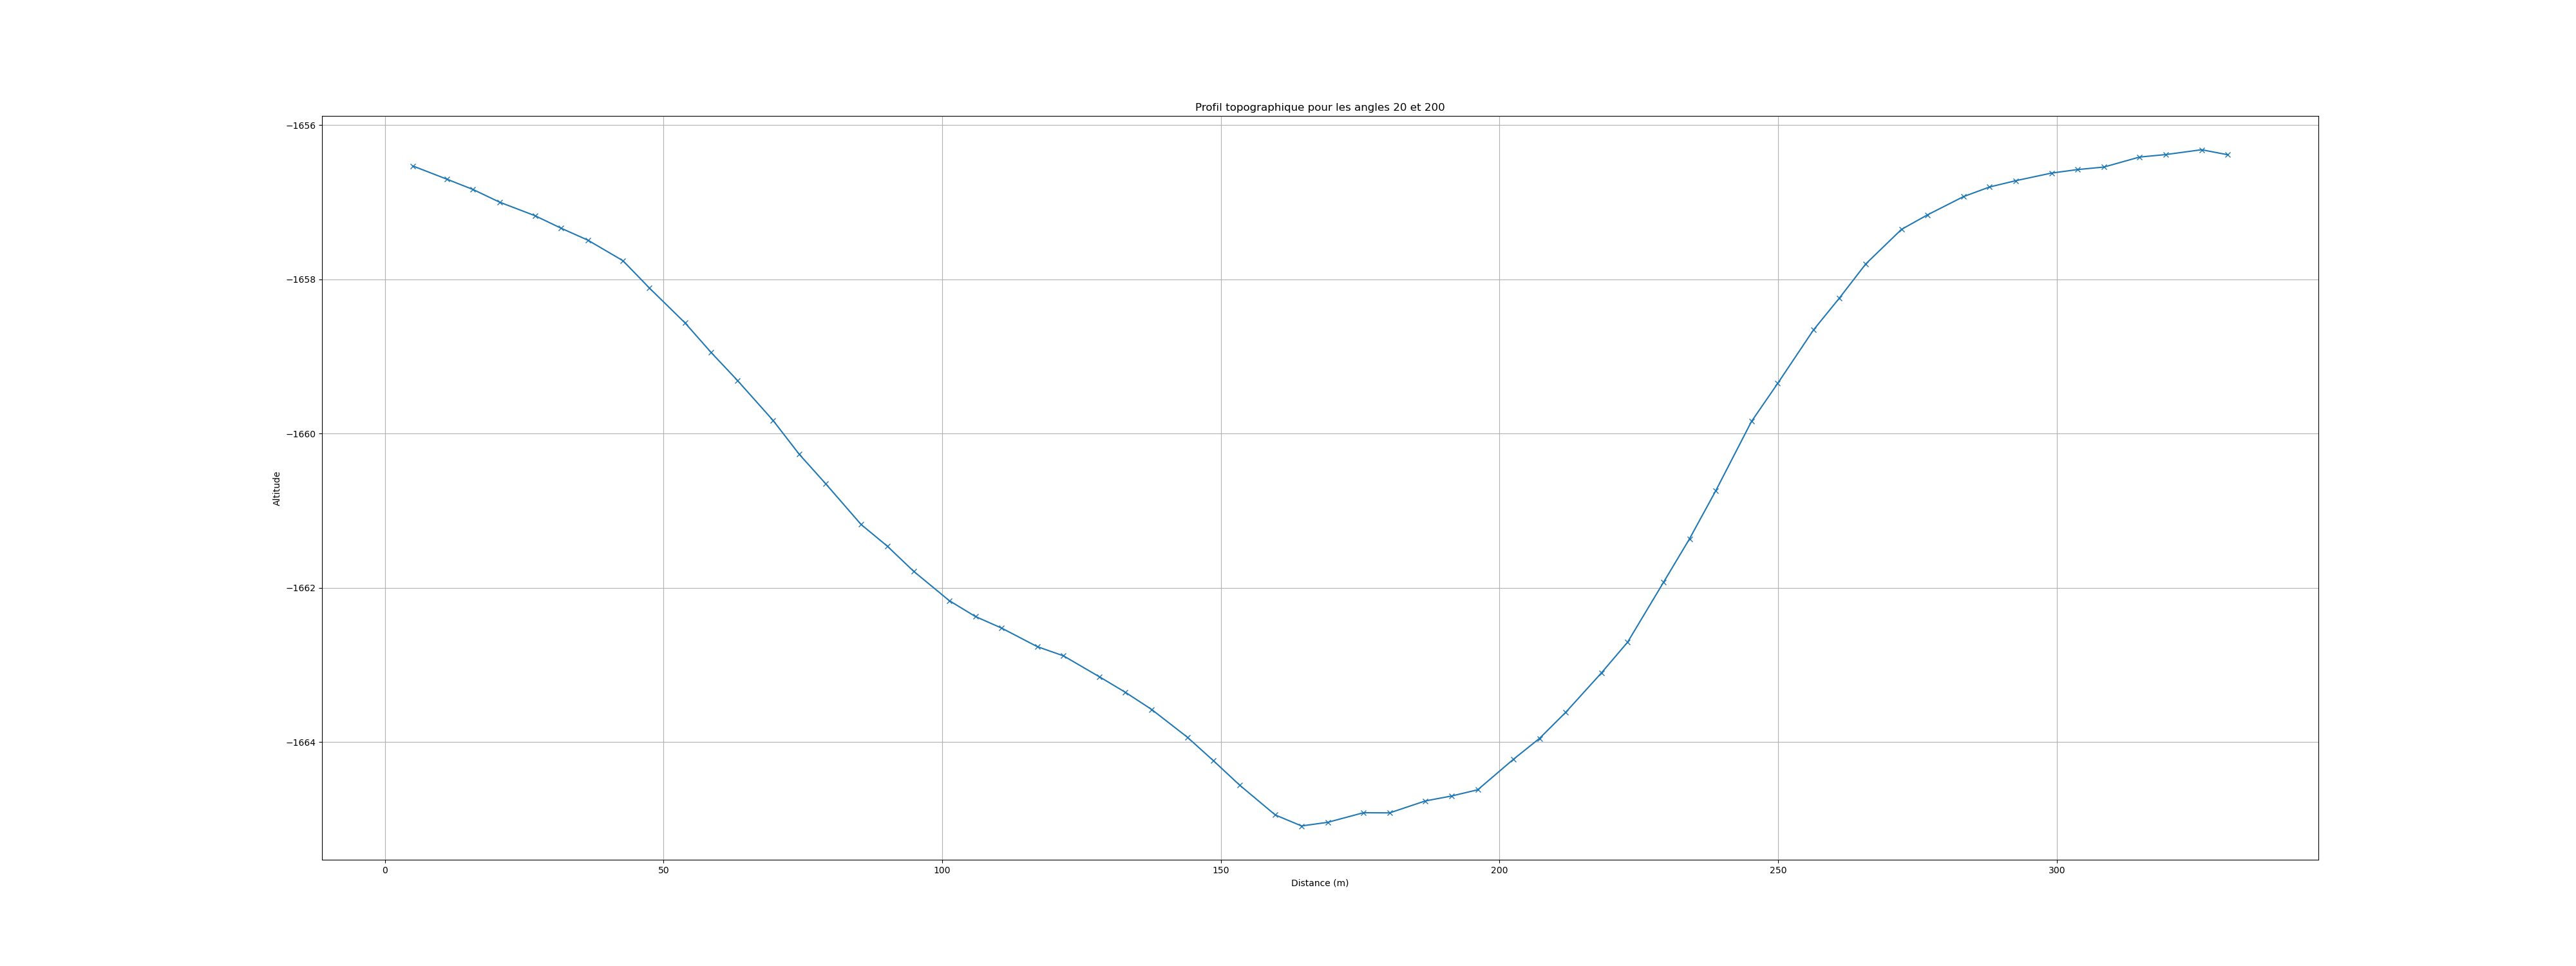 Profil topographique pour les angles 20 et 200
−1656
−1658
−1660
−1662
−1664
Altitude
0 50 100 150 200 250 300
Distance (m)